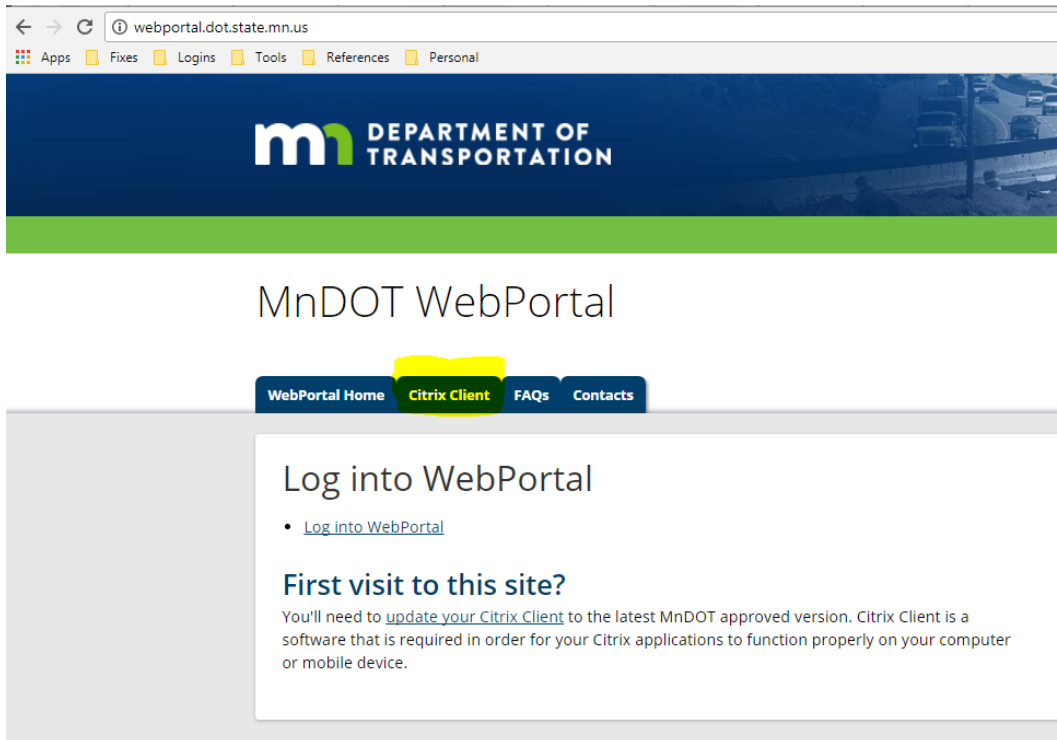 webportal.dot.state.mn.us
Apps Fixes Logins Tools References Personal
mn DEPARTMENT OF
TRANSPORTATION
MnDOT WebPortal
WebPortal Home Citrix Client FAQs Contacts
Log into WebPortal
Log into WebPortal
First visit to this site?
You'll need to update your Citrix Client to the latest MnDOT approved version. Citrix Client is a
software that is required in order for your Citrix applications to function properly on your computer
or mobile device.